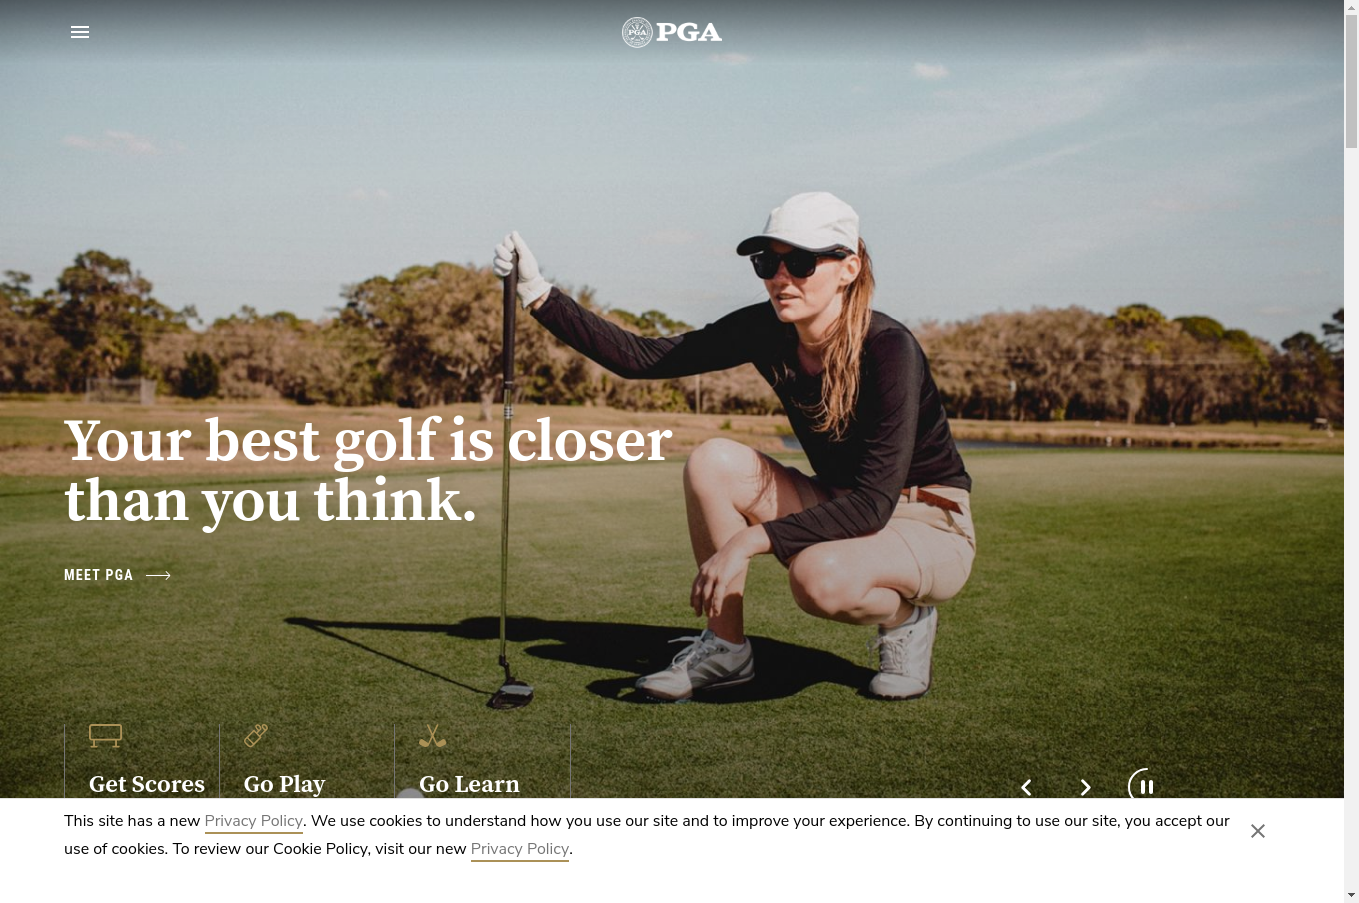 PGA
Your best golf is closer
than you think.
MEET PGA
Get Scores
Go Play
Go Learn
This site has a new Privacy Policy. We use cookies to understand how you use our site and to improve your experience. By continuing to use our site, you accept our
use of cookies. To review our Cookie Policy, visit our new Privacy Policy.